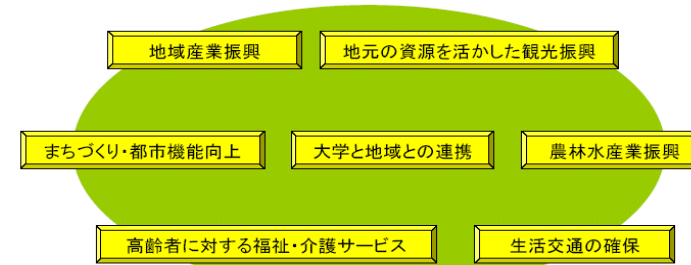 地域産業振興
地元の資源を活かした観光振興
まちづくり・都市機能向上
大学と地域との連携
農林水産業振興
高齢者に対する福祉・介護サービス
生活交通の確保